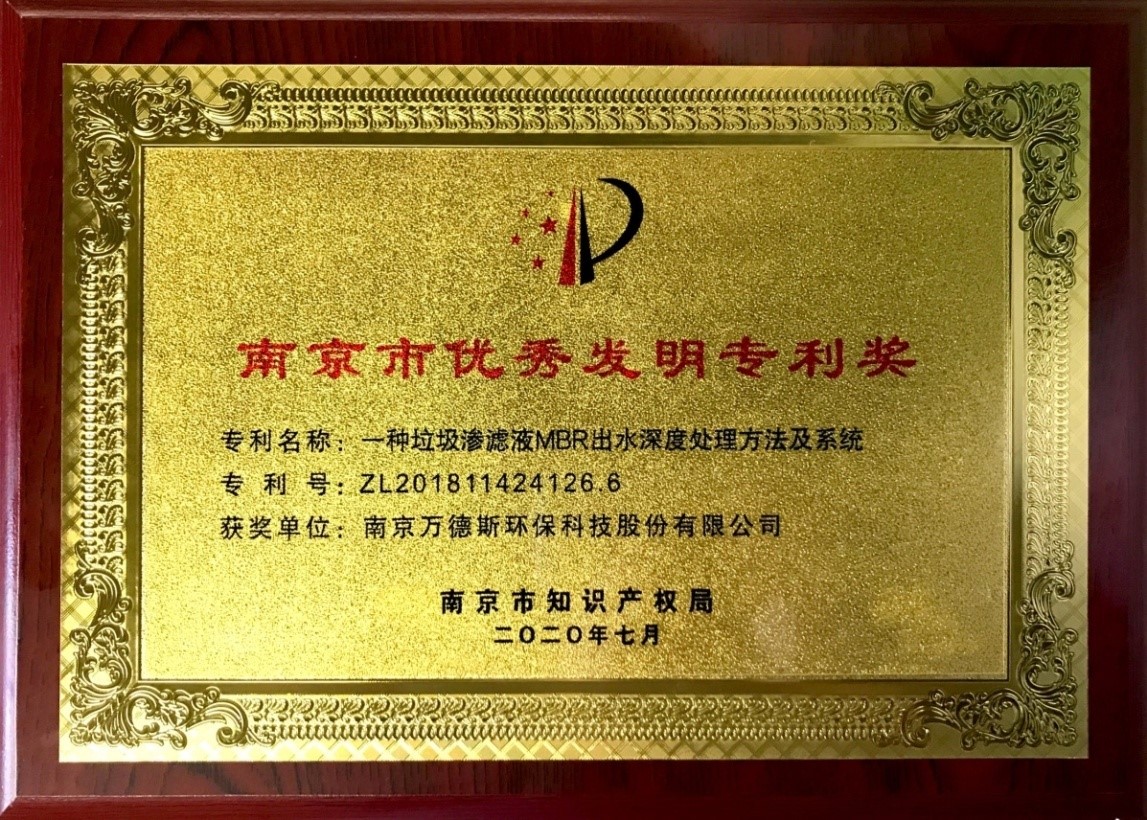 南京市优秀发明专利奖
专利名称：一种垃圾渗滤液MBR出水深度处理方法及系统
专 利 号：ZL201811424126.6
获奖单位：南京万德斯环保科技股份有限公司
南京市知识产权局
二〇二〇年七月